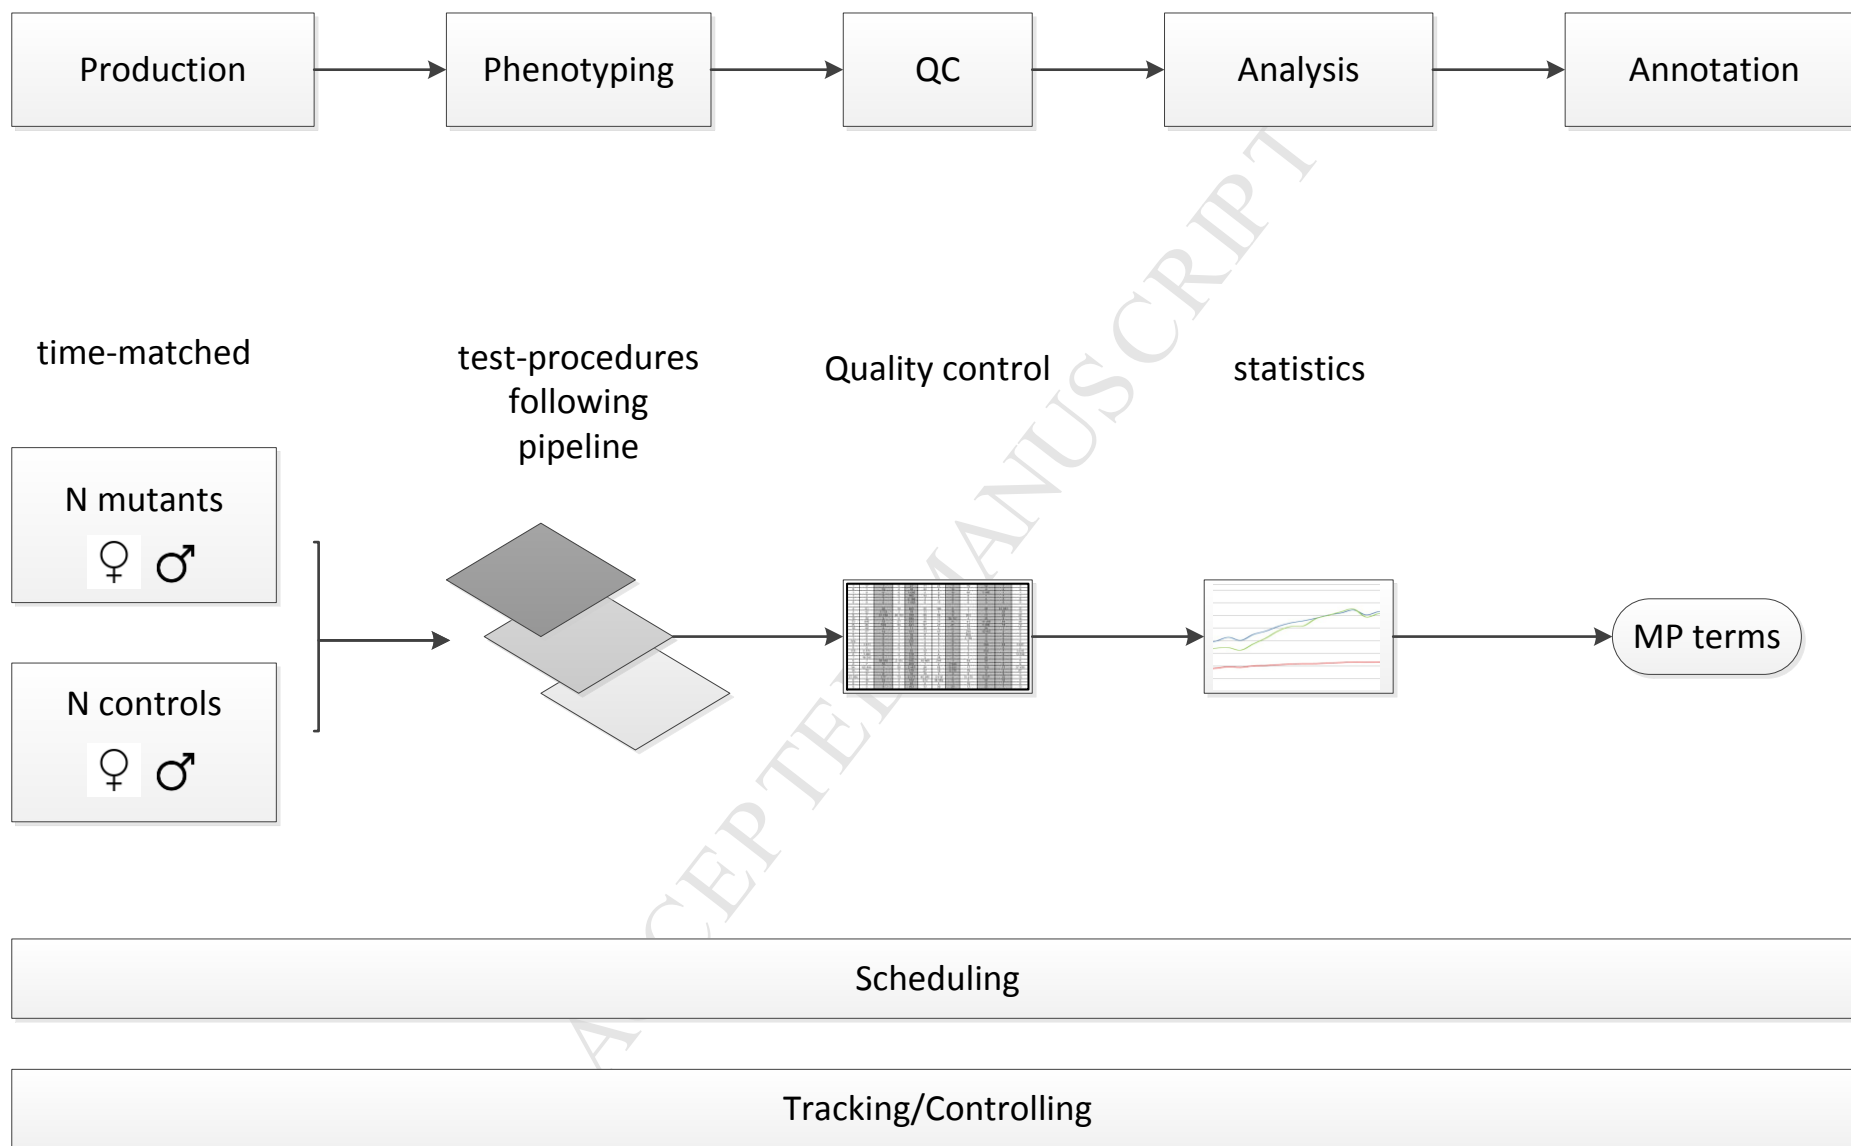 Production
Phenotyping
QC
Analysis
Annotation
time-matched
test-procedures
following
pipeline
Quality control
statistics
N mutants
♀ ♂
N controls
♀ ♂
MP terms
Scheduling
Tracking/Controlling
ACCEPTED MANUSCRIPT